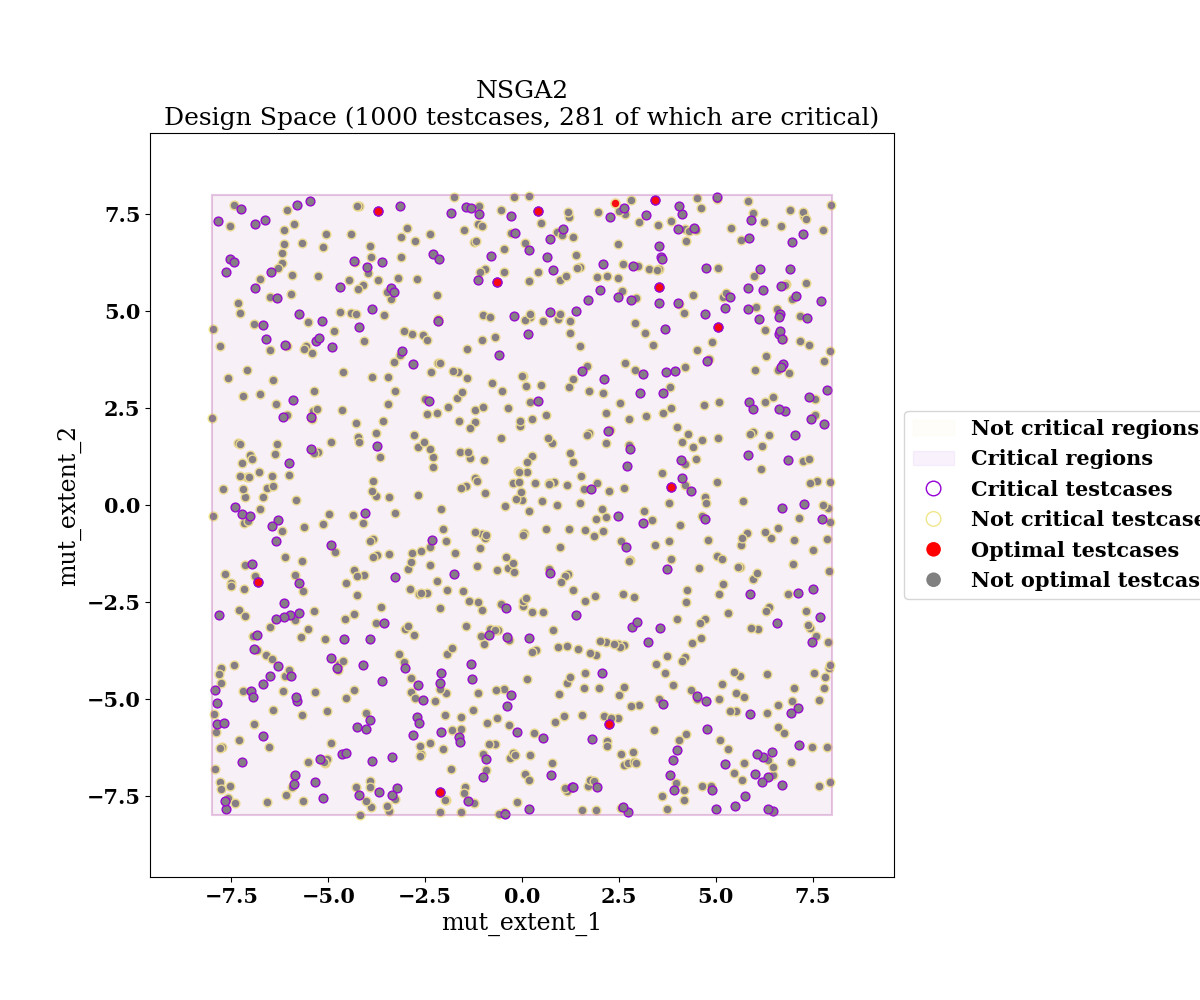 NSGA2
Design Space (1000 testcases, 281 of which are critical)
mut_extent_2
7.5
5.0
2.5
0.0
−2.5
−5.0
−7.5
−7.5 −5.0 −2.5 0.0 2.5 5.0 7.5
mut_extent_1
Not critical regions
Critical regions
Critical testcases
Not critical testcase
Optimal testcases
Not optimal testcas